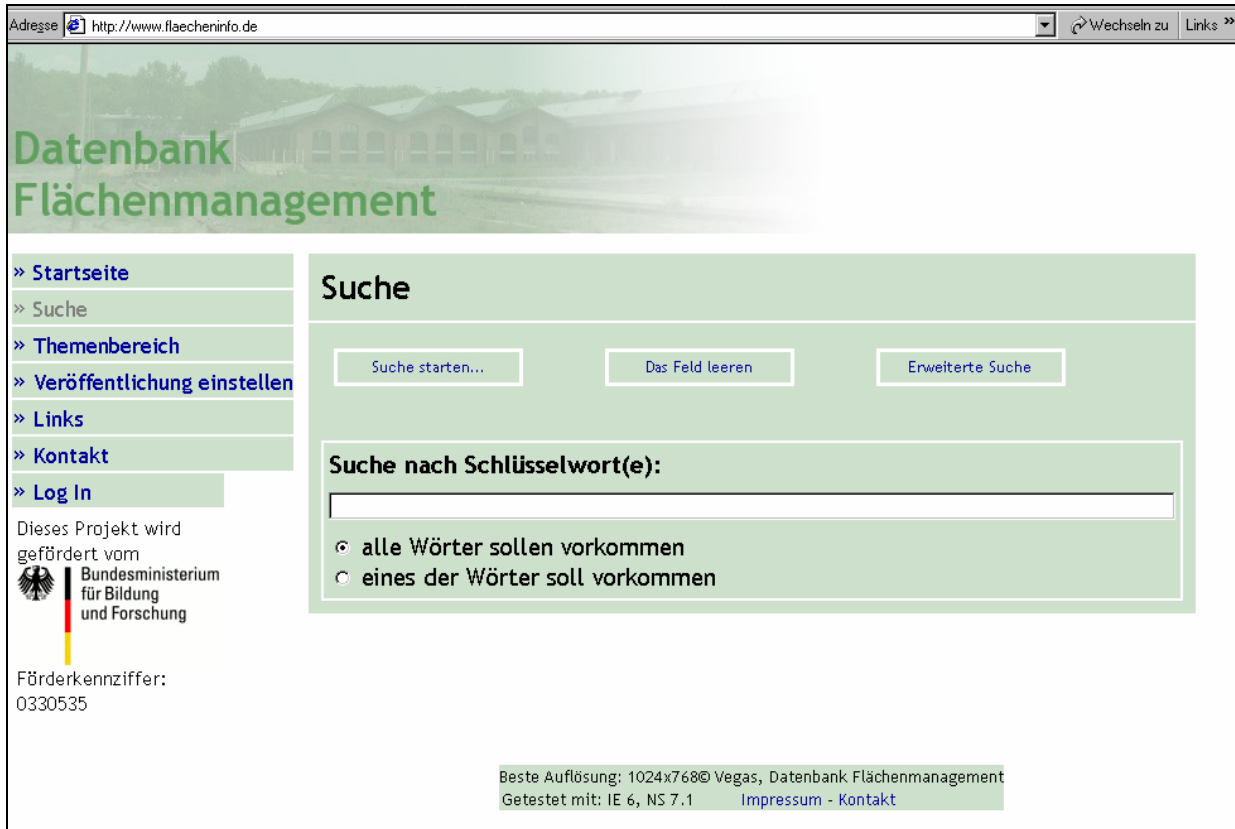 Adresse http://www.flaecheninfo.de Wechseln zu Links »
Datenbank
Flächenmanagement
» Startseite
» Suche
» Themenbereich
» Veröffentlichung einstellen
» Links
» Kontakt
» Log In
Dieses Projekt wird
gefördert vom
Bundesministerium
für Bildung
und Forschung
Förderkennziffer:
0330535
Suche
Suche starten... Das Feld leeren Erweiterte Suche
Suche nach Schlüsselwort(e):
alle Wörter sollen vorkommen
eines der Wörter soll vorkommen
Beste Auflösung: 1024x768© Vegas, Datenbank Flächenmanagement
Getestet mit: IE 6, NS 7.1 Impressum - Kontakt